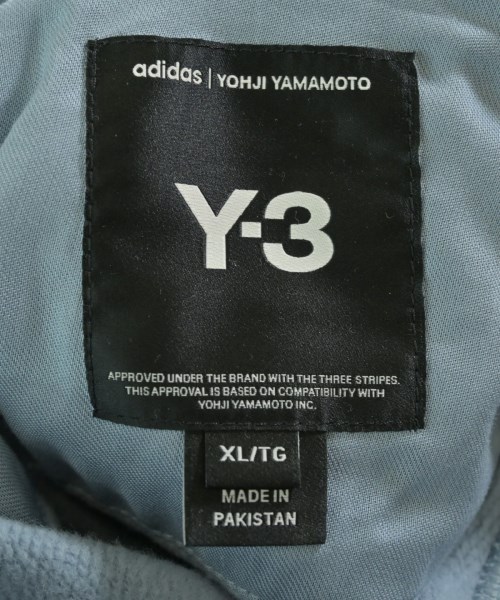 adidas | YOHJI YAMAMOTO
Y-3
APPROVED UNDER THE BRAND WITH THE THREE STRIPES.
THIS APPROVAL IS BASED ON COMPATIBILITY WITH
YOHJI YAMAMOTO INC.
XL/TG
MADE IN
PAKISTAN